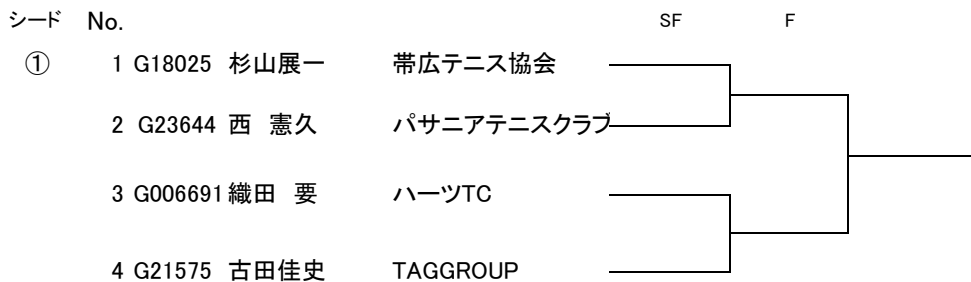 シード No. SF F
① 1 G18025 杉山展一 帯広テニス協会
2 G23644 西 憲久 パサニアテニスクラブ
3 G006691 織田 要 ハーツTC
4 G21575 古田佳史 TAGGROUP